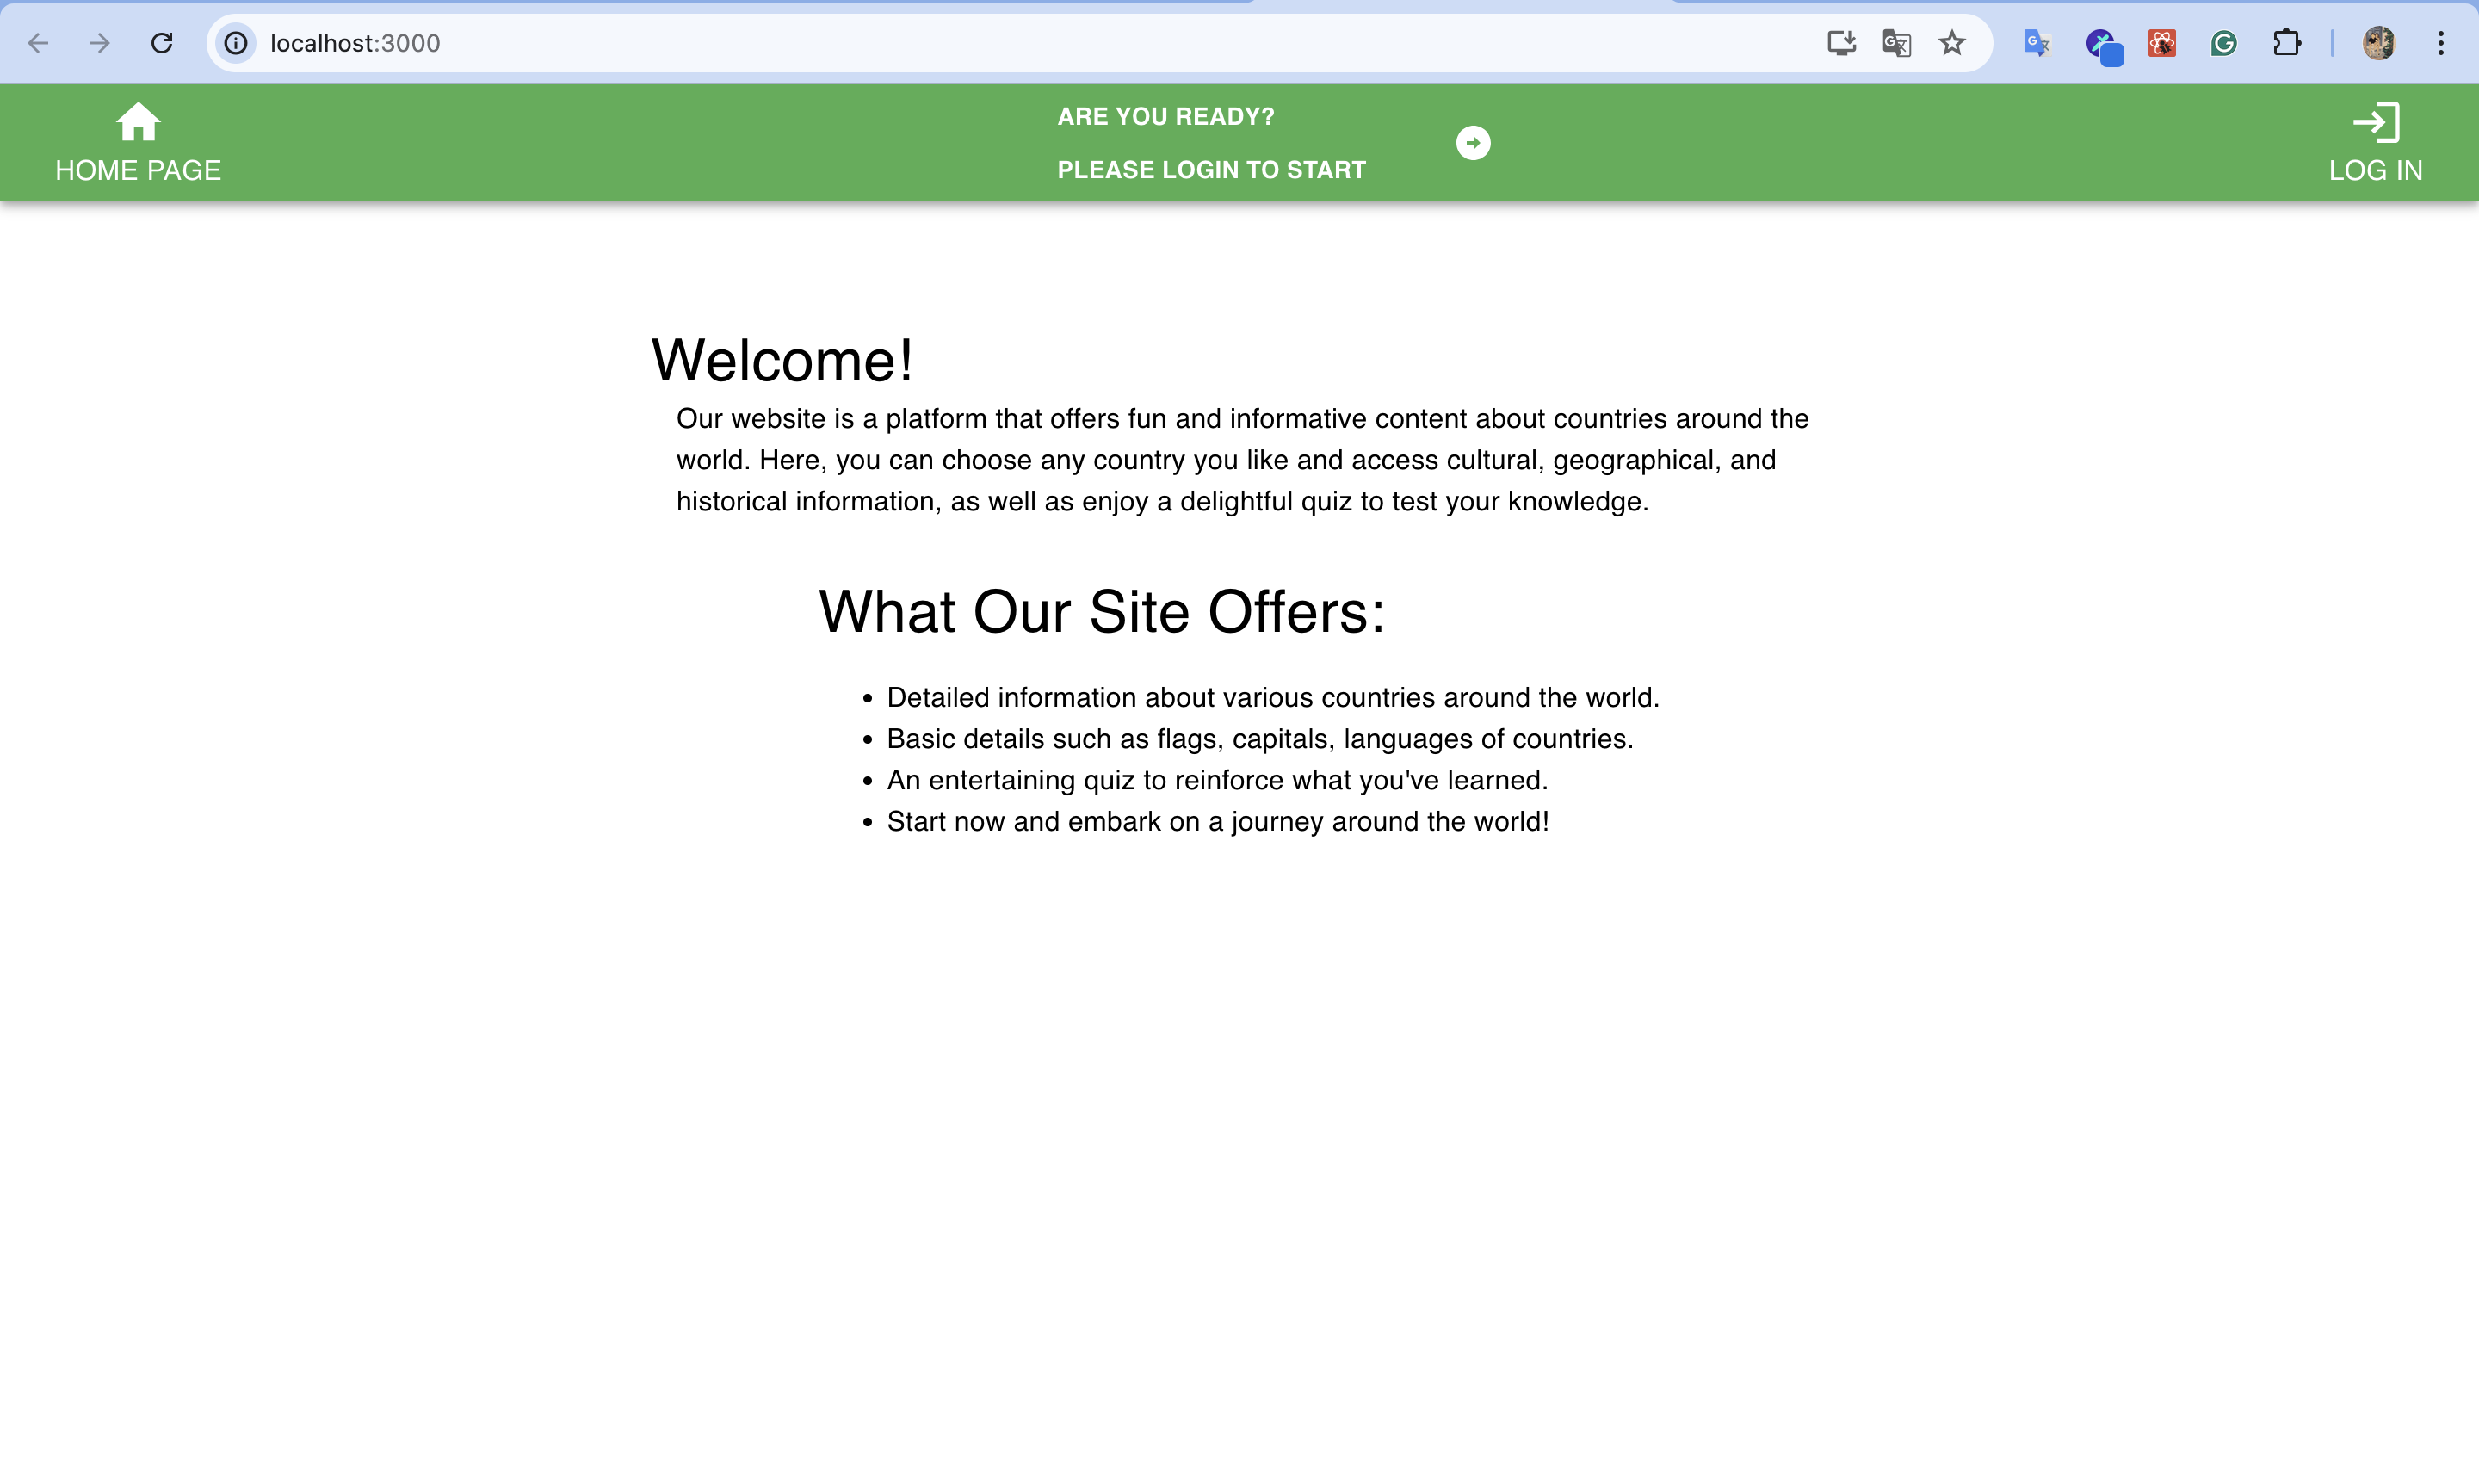 localhost:3000
HOME PAGE
ARE YOU READY?
PLEASE LOGIN TO START
LOG IN
Welcome!
Our website is a platform that offers fun and informative content about countries around the
world. Here, you can choose any country you like and access cultural, geographical, and
historical information, as well as enjoy a delightful quiz to test your knowledge.
What Our Site Offers:
• Detailed information about various countries around the world.
• Basic details such as flags, capitals, languages of countries.
• An entertaining quiz to reinforce what you've learned.
• Start now and embark on a journey around the world!